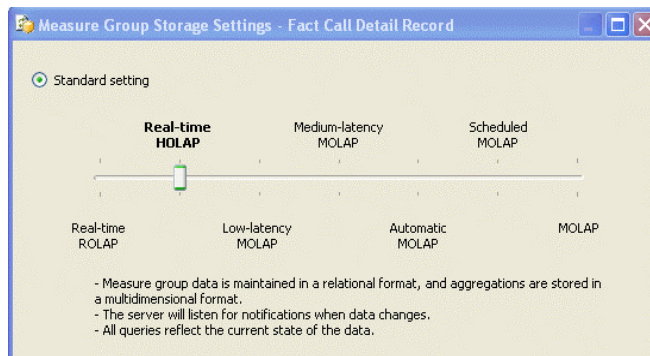 Measure Group Storage Settings - Fact Call Detail Record
Standard setting
Real-time
HOLAP
Medium-latency
MOLAP
Scheduled
MOLAP
Real-time
ROLAP
Low-latency
MOLAP
Automatic
MOLAP
MOLAP
- Measure group data is maintained in a relational format, and aggregations are stored in
a multidimensional format.
- The server will listen for notifications when data changes.
- All queries reflect the current state of the data.